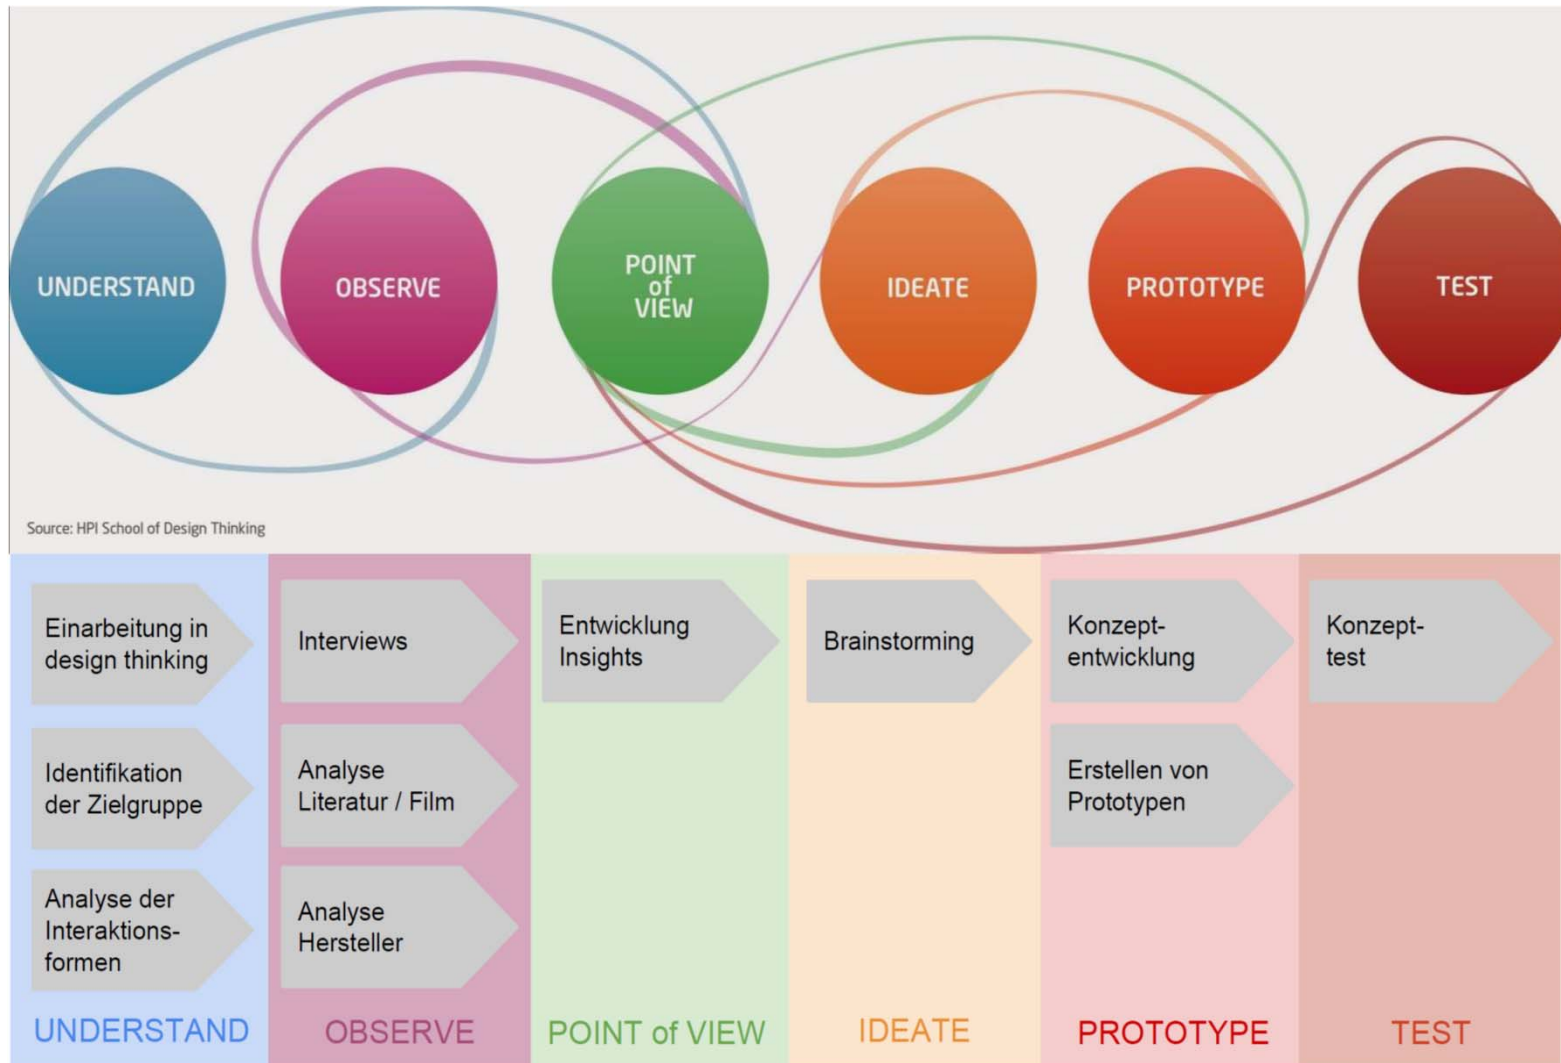 UNDERSTAND
OBSERVE
POINT
of
VIEW
IDEATE
PROTOTYPE
TEST
Source: HPI School of Design Thinking
Einarbeitung in
design thinking
Identifikation
der Zielgruppe
Analyse der
Interaktions-
formen
UNDERSTAND
Interviews
Analyse
Literatur / Film
Analyse
Hersteller
OBSERVE
Entwicklung
Insights
POINT of VIEW
Brainstorming
IDEATE
Konzept-
entwicklung
Erstellen von
Prototypen
PROTOTYPE
Konzept-
test
TEST